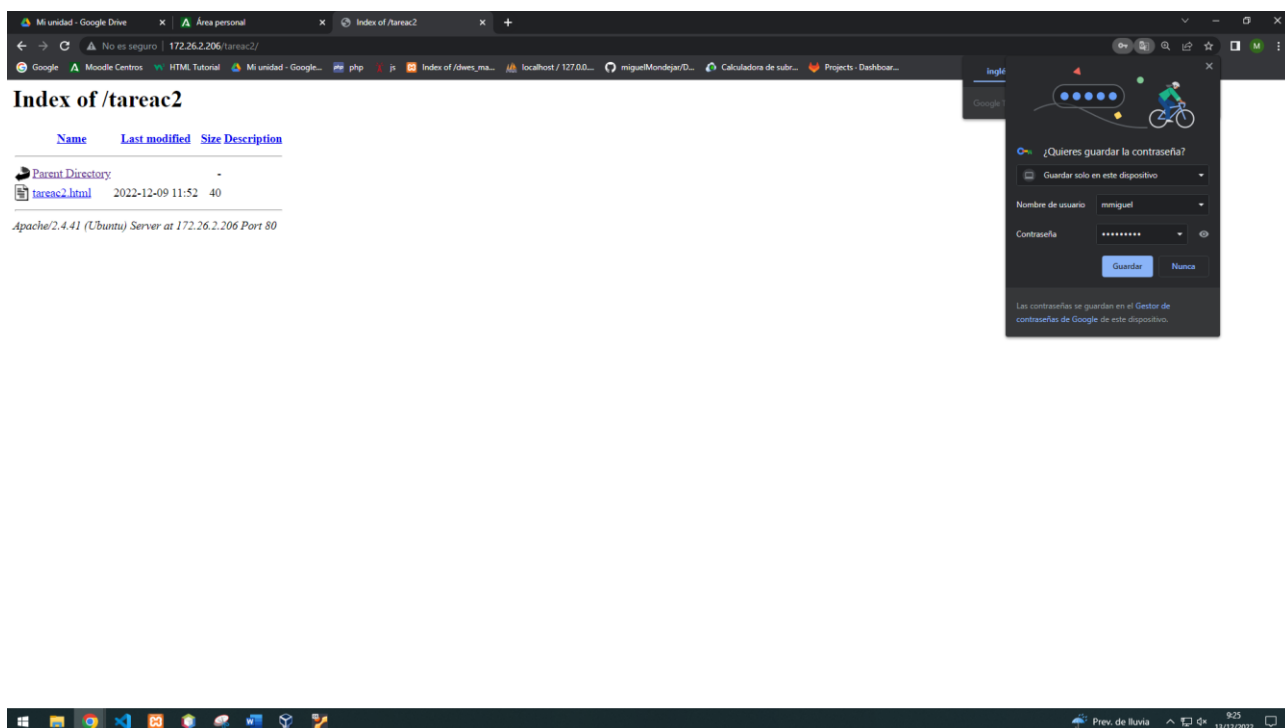 Mi unidad - Google Drive
Área personal
Index of /tareac2
No es seguro | 172.26.2.206/tareac2/
M
Google
Moodle Centros
HTML Tutorial
Mi unidad - Google...
php
js
Index of /dwes_ma...
localhost / 127.0.0...
miguelMondejar/D...
Calculadora de subr...
Projects - Dashboar...
Index of /tareac2
Name Last modified Size Description
Parent Directory -
tareac2.html 2022-12-09 11:52 40
Apache/2.4.41 (Ubuntu) Server at 172.26.2.206 Port 80
Inglé
Google
¿Quieres guardar la contraseña?
Guardar solo en este dispositivo
Nombre de usuario mmiguel
Contraseña •••••••••
Guardar Nunca
Las contraseñas se guardan en el Gestor de
contraseñas de Google de este dispositivo.
Prev. de lluvia
9:25
13/12/2022